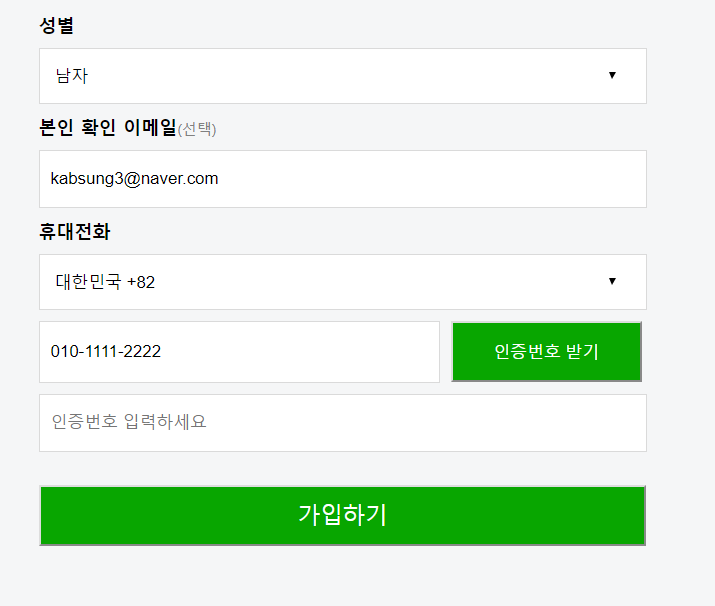 성별
남자 ▼
본인 확인 이메일(선택)
kabsung3@naver.com
휴대전화
대한민국 +82 ▼
010-1111-2222 인증번호 받기
인증번호 입력하세요
가입하기